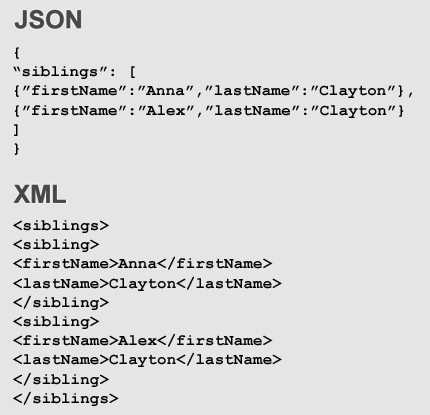 JSON
{
“siblings”: [
{”firstName”:”Anna”,”lastName”:”Clayton”},
{”firstName”:”Alex”,”lastName”:”Clayton”}
]
}
XML
<siblings>
<sibling>
<firstName>Anna</firstName>
<lastName>Clayton</lastName>
</sibling>
<sibling>
<firstName>Alex</firstName>
<lastName>Clayton</lastName>
</sibling>
</siblings>